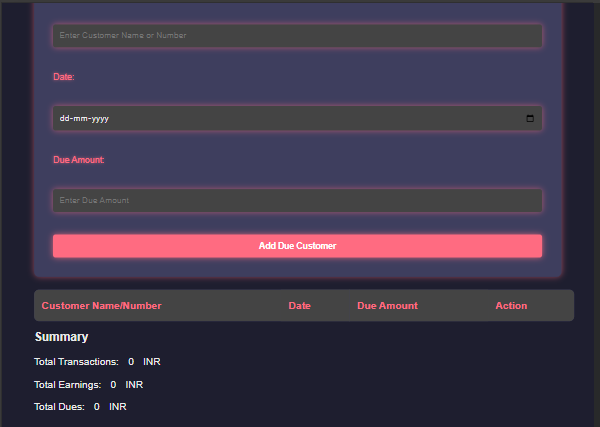 Enter Customer Name or Number
Date:
dd-mm-yyyy
Due Amount:
Enter Due Amount
Add Due Customer
Customer Name/Number Date Due Amount Action
Summary
Total Transactions: 0 INR
Total Earnings: 0 INR
Total Dues: 0 INR